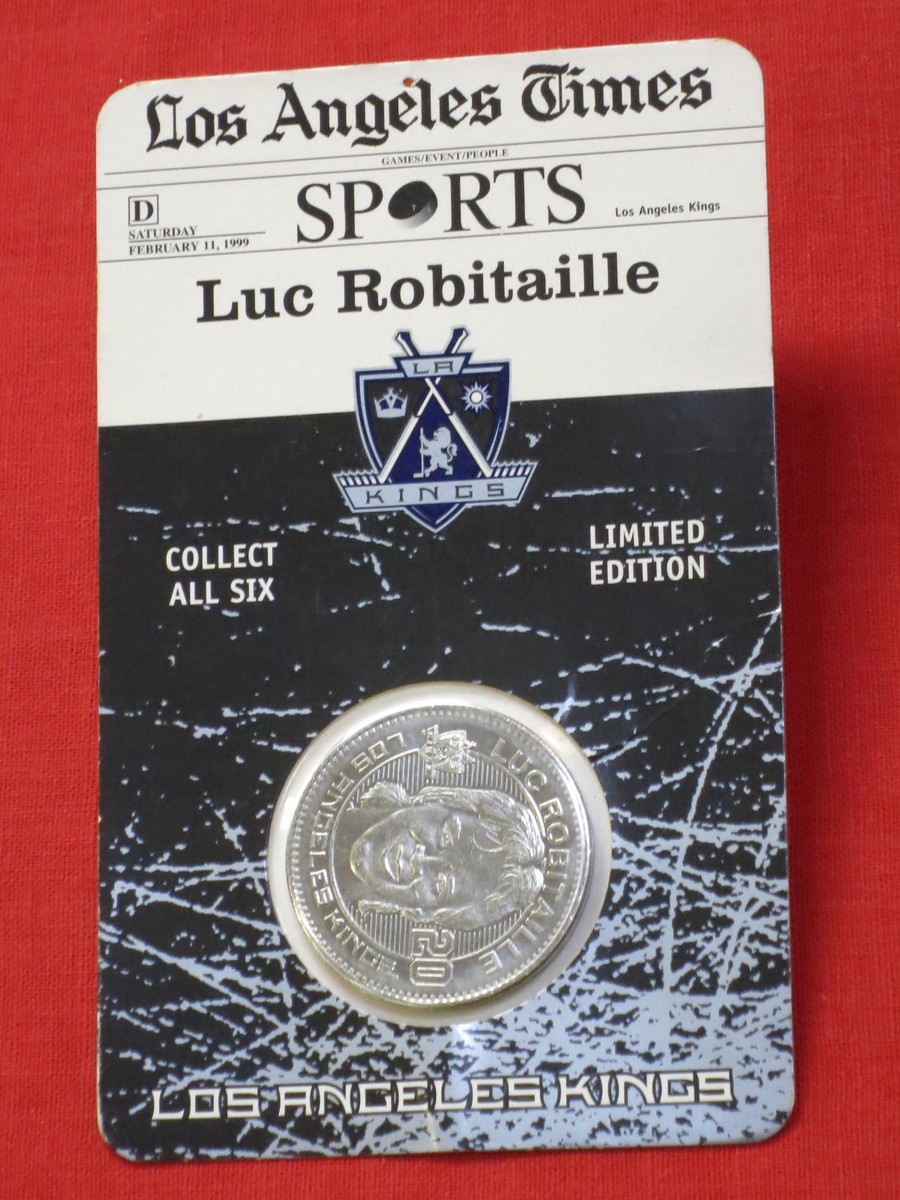 Los Angeles Times
GAMES/EVENT/PEOPLE
D
SPORTS
Los Angeles Kings
SATURDAY
FEBRUARY 11, 1999
Luc Robitaille
LA
KINGS
COLLECT
ALL SIX
LIMITED
EDITION
LUC ROBITAILLE
LOS ANGELES KINGS
20
LOS ANGELES KINGS